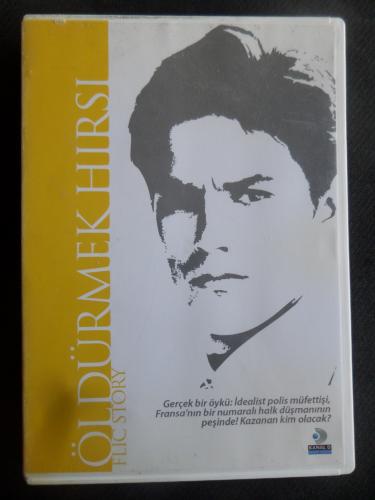 ÖLDÜRMEK HIRSI
FLIC STORY
Gerçek bir öykü: İdealist polis müfettişi,
Fransa'nın bir numaralı halk düşmanının
peşinde! Kazanan kim olacak?
KANAL D